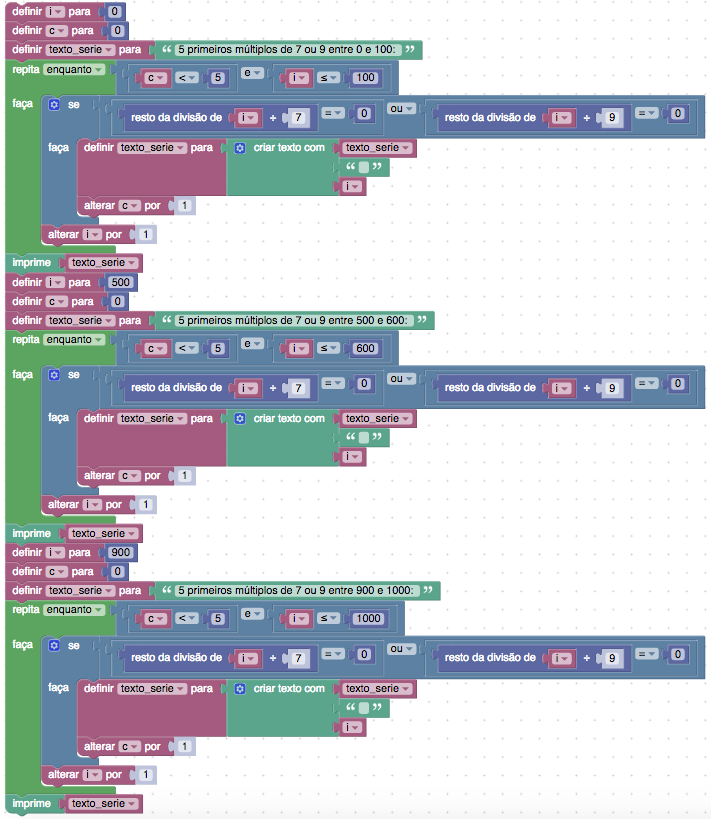 definir i para 0
definir c para 0
definir texto_serie para “ 5 primeiros múltiplos de 7 ou 9 entre 0 e 100: ”
repita enquanto c < 5 e i ≤ 100
faça se resto da divisão de i ÷ 7 = 0 ou resto da divisão de i ÷ 9 = 0
faça definir texto_serie para criar texto com texto_serie
“ ”
i
alterar c por 1
alterar i por 1
imprime texto_serie
definir i para 500
definir c para 0
definir texto_serie para “ 5 primeiros múltiplos de 7 ou 9 entre 500 e 600: ”
repita enquanto c < 5 e i ≤ 600
faça se resto da divisão de i ÷ 7 = 0 ou resto da divisão de i ÷ 9 = 0
faça definir texto_serie para criar texto com texto_serie
“ ”
i
alterar c por 1
alterar i por 1
imprime texto_serie
definir i para 900
definir c para 0
definir texto_serie para “ 5 primeiros múltiplos de 7 ou 9 entre 900 e 1000: ”
repita enquanto c < 5 e i ≤ 1000
faça se resto da divisão de i ÷ 7 = 0 ou resto da divisão de i ÷ 9 = 0
faça definir texto_serie para criar texto com texto_serie
“ ”
i
alterar c por 1
alterar i por 1
imprime texto_serie